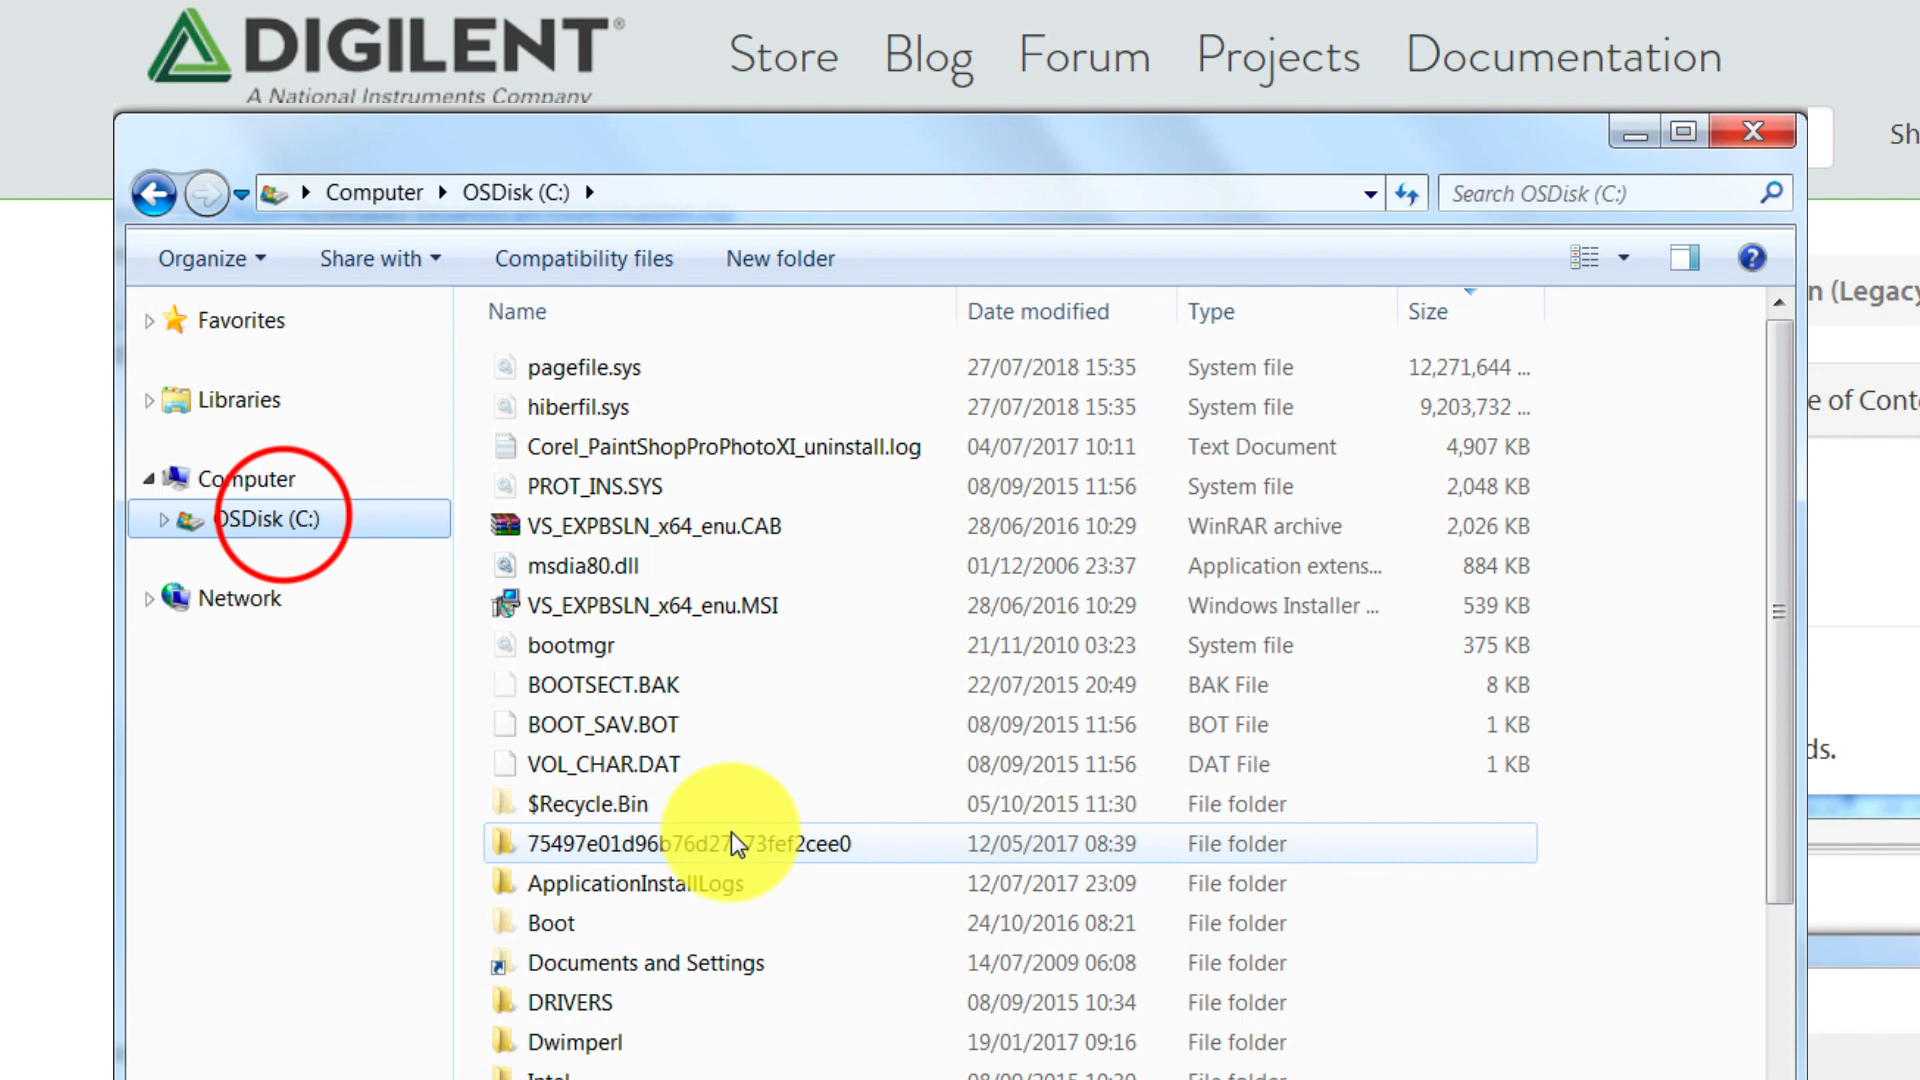 DIGILENT®
A National Instruments Company
Store Blog Forum Projects Documentation
Sh
Computer OSDisk (C:)
Search OSDisk (C:)
Organize Share with Compatibility files New folder
Favorites
Libraries
Computer
OSDisk (C:)
Network
Name Date modified Type Size
pagefile.sys 27/07/2018 15:35 System file 12,271,644 ...
hiberfil.sys 27/07/2018 15:35 System file 9,203,732 ...
Corel_PaintShopProPhotoXI_uninstall.log 04/07/2017 10:11 Text Document 4,907 KB
PROT_INS.SYS 08/09/2015 11:56 System file 2,048 KB
VS_EXPBSLN_x64_enu.CAB 28/06/2016 10:29 WinRAR archive 2,026 KB
msdia80.dll 01/12/2006 23:37 Application extens... 884 KB
VS_EXPBSLN_x64_enu.MSI 28/06/2016 10:29 Windows Installer ... 539 KB
bootmgr 21/11/2010 03:23 System file 375 KB
BOOTSECT.BAK 22/07/2015 20:49 BAK File 8 KB
BOOT_SAV.BOT 08/09/2015 11:56 BOT File 1 KB
VOL_CHAR.DAT 08/09/2015 11:56 DAT File 1 KB
$Recycle.Bin 05/10/2015 11:30 File folder
12/05/2017 08:39 File folder
ApplicationInstallLogs 12/07/2017 23:09 File folder
Boot 24/10/2016 08:21 File folder
Documents and Settings 14/07/2009 06:08 File folder
DRIVERS 08/09/2015 10:34 File folder
Dwimperl 19/01/2017 09:16 File folder
n (Legacy
e of Conte
ds.